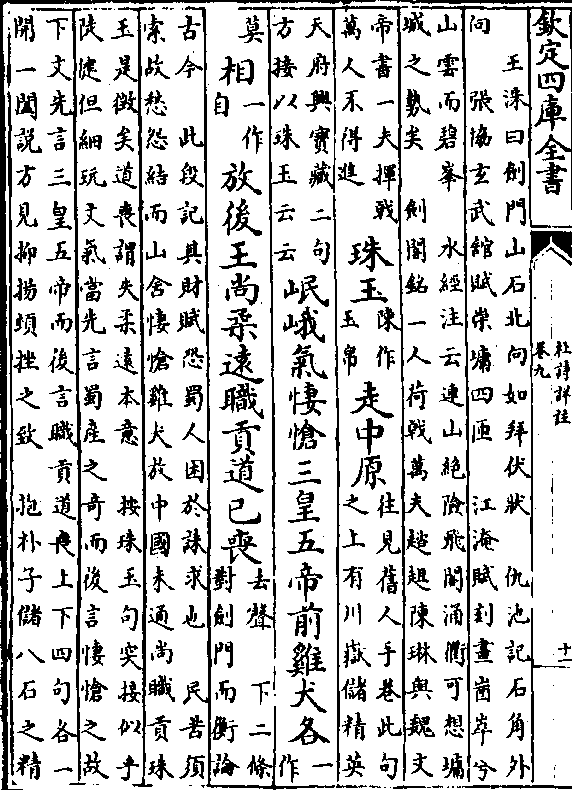 欽定四庫全書
杜詩詳註
卷九
十一
王洙曰劍門山石北向如拜伏狀　仇池記石角外
向　張協玄武館賦崇墉四匝　江淹賦刻畫崒兮
山雲而碧峯　水經注云連山絕險飛閣通衢可想墉
城之勢矣　劍閣銘一人荷戟萬夫趑趄陳琳與魏文
帝書一夫揮戟
萬人不得進
珠玉
陳作
玉帛
走中原
往見舊人手卷此句
之上有川嶽儲精英
天府興寶藏二句
方接以珠玉云云
岷峨氣悽愴三皇五帝前雞犬各
一
作
莫
相
一作
自
放後王尚柔遠職貢道已喪
去聲　下二條
對劍門而衡論
古今　此段記其財賦恐蜀人困於誅求也　民苦須
索故愁怨結而山含悽愴雞犬放中國未通尚職貢珠
玉是徵矣道喪謂失柔遠本意　按珠玉句突接似乎
陡健但細玩文氣當先言蜀產之奇而後言悽愴之故
下文先言三皇五帝而後言職貢道喪上下四句各一
開一闔説方見抑揚頓挫之致　抱朴子儲八石之精